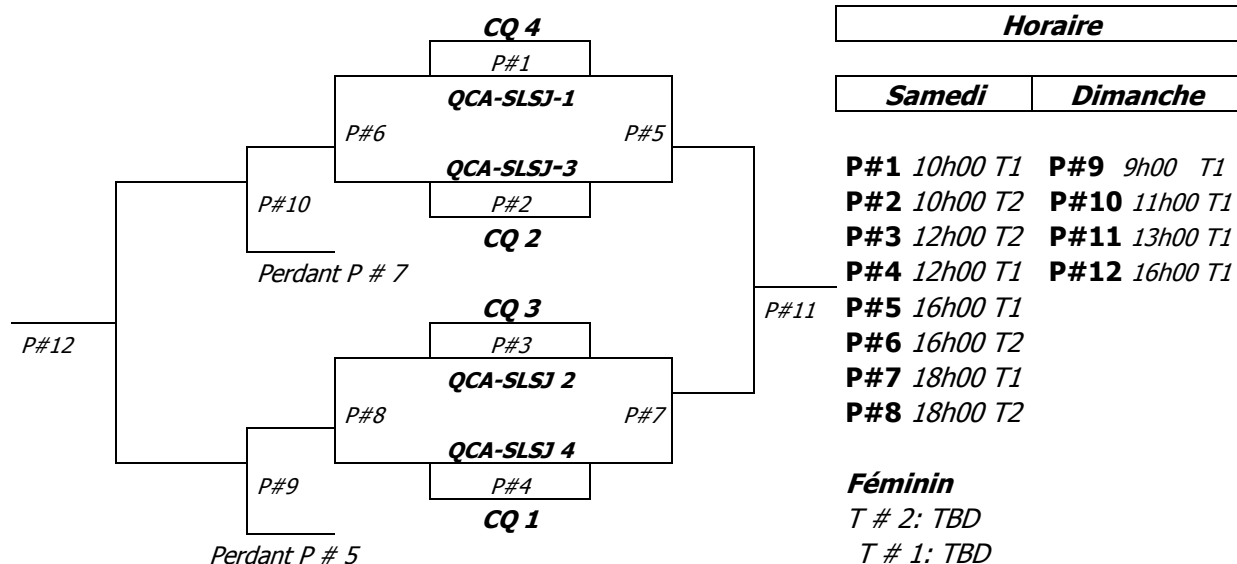 CQ 4
P#1
QCA-SLSJ-1
P#6
P#5
QCA-SLSJ-3
P#10
P#2
CQ 2
Perdant P # 7
CQ 3
P#11
P#12
P#3
QCA-SLSJ 2
P#8
P#7
QCA-SLSJ 4
P#9
P#4
CQ 1
Perdant P # 5
Horaire
Samedi Dimanche
P#1 10h00 T1 P#9 9h00 T1
P#2 10h00 T2 P#10 11h00 T1
P#3 12h00 T2 P#11 13h00 T1
P#4 12h00 T1 P#12 16h00 T1
P#5 16h00 T1
P#6 16h00 T2
P#7 18h00 T1
P#8 18h00 T2
Féminin
T # 2: TBD
T # 1: TBD